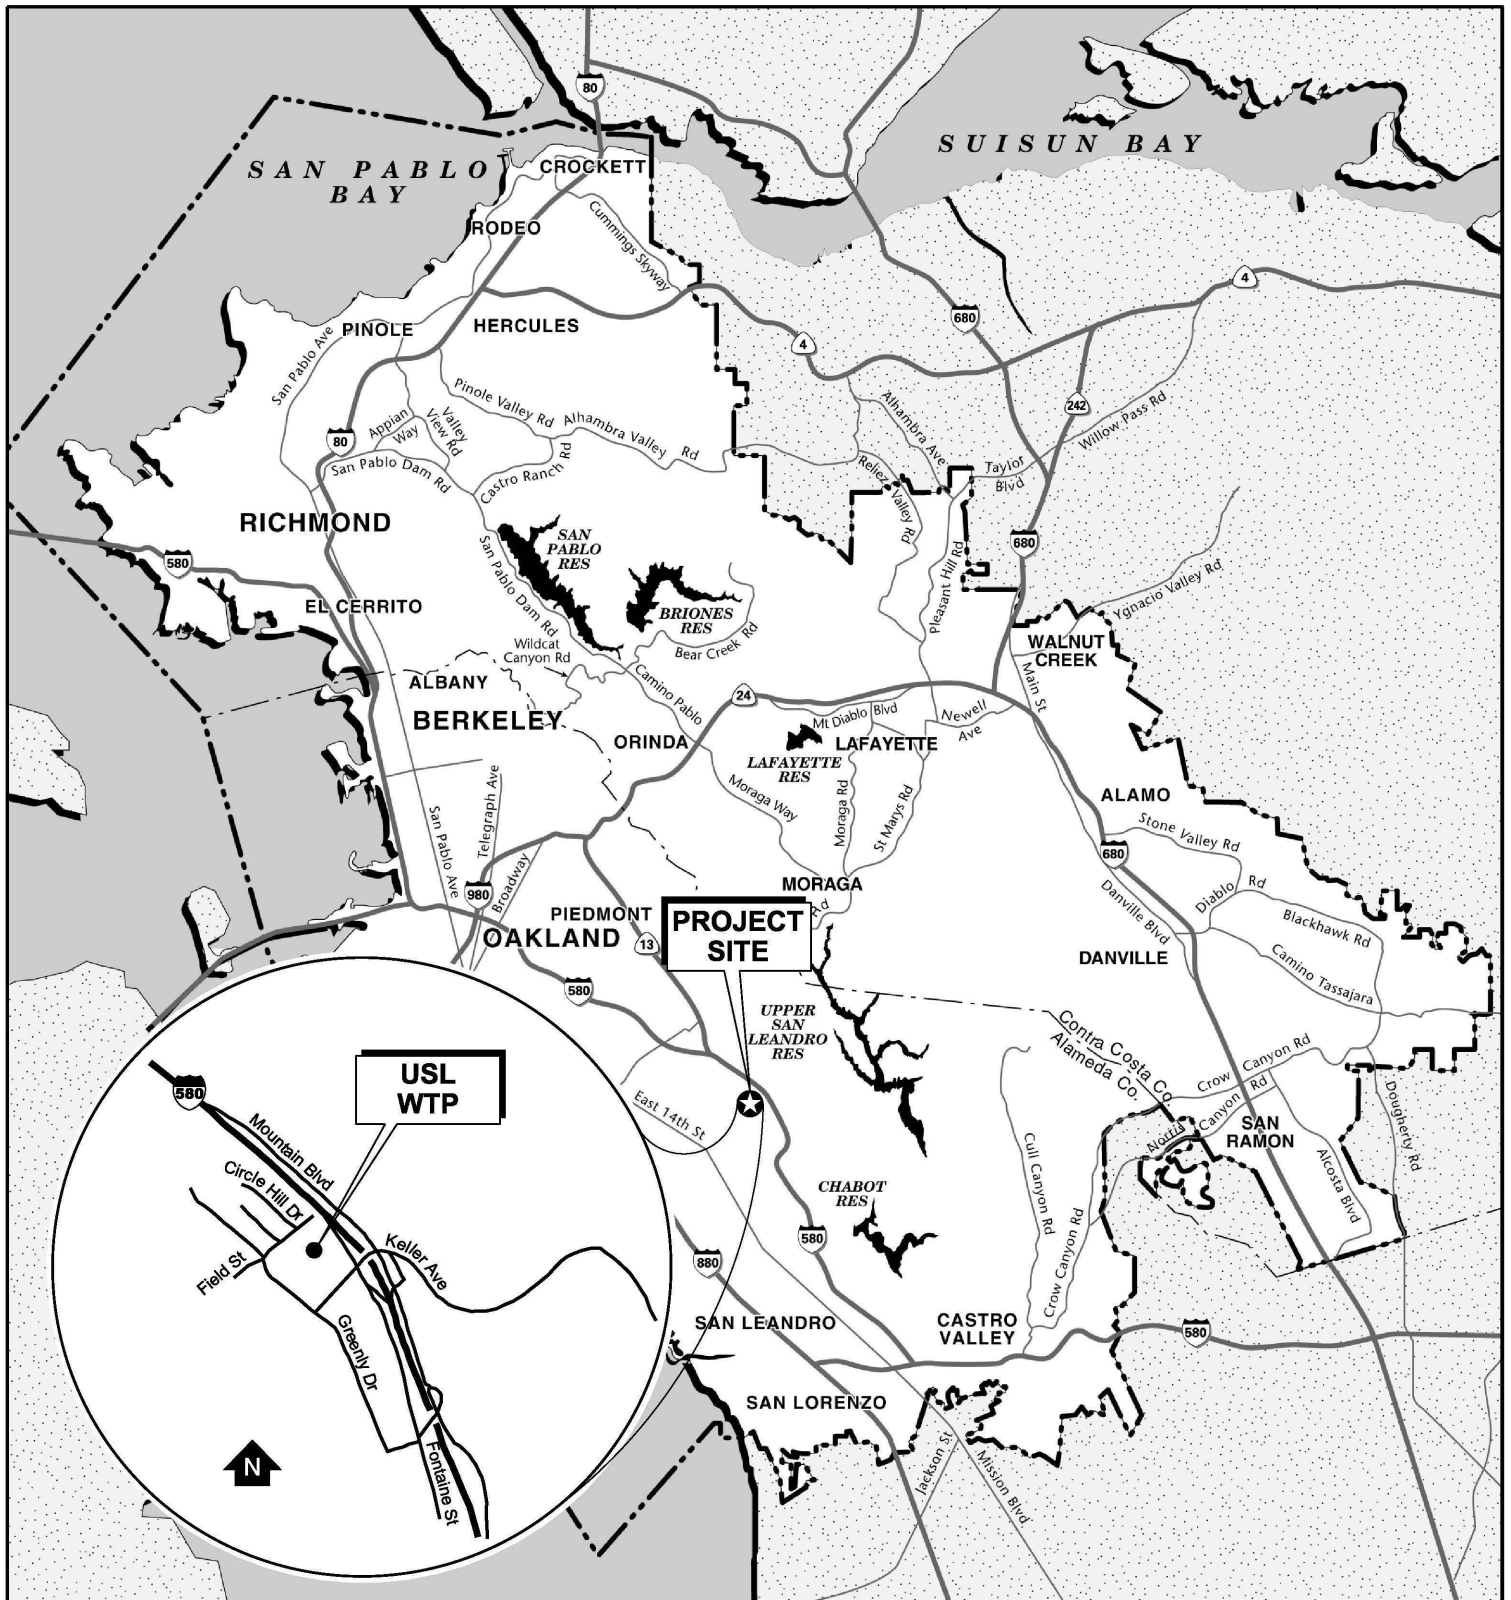 80
SUISUN BAY
SAN PABLO
BAY
CROCKETT
RODEO
Cummings Skyway
4
680
PINOLE
HERCULES
San Pablo Ave
4
Pinole Valley Rd
Alhambra Valley Rd
Alhambra Ave
242
Willow Pass Rd
80
Appian
Way
Valley
View Rd
San Pablo Dam Rd
Castro Ranch Rd
Reliez Valley Rd
Taylor
Blvd
RICHMOND
SAN
PABLO
RES
680
580
San Pablo Dam Rd
Pleasant Hill Rd
Ygnacio Valley Rd
EL CERRITO
BRIONES
RES
Bear Creek Rd
Wildcat
Canyon Rd
WALNUT
CREEK
Main St
ALBANY
Camino Pablo
24
BERKELEY
Mt Diablo Blvd
Newell
Ave
ORINDA
LAFAYETTE
LAFAYETTE
RES
Moraga Way
Moraga Rd
St Marys Rd
ALAMO
Stone Valley Rd
Telegraph Ave
San Pablo Ave
680
980
Broadway
MORAGA
Rd
Diablo Rd
Danville Blvd
Blackhawk Rd
PIEDMONT
OAKLAND
13
PROJECT
SITE
DANVILLE
Camino Tassajara
580
UPPER
SAN
LEANDRO
RES
Contra Costa Co.
Alameda Co.
Crow Canyon Rd
USL
WTP
580
East 14th St
Norris Canyon Rd
SAN
RAMON
Dougherty Rd
Mountain Blvd
Circle Hill Dr
Cull Canyon Rd
Alcosta Blvd
CHABOT
RES
Field St
Keller Ave
580
880
Crow Canyon Rd
SAN LEANDRO
CASTRO
VALLEY
580
Greenly Dr
SAN LORENZO
N
Fontaine St
Jackson St
Mission Blvd